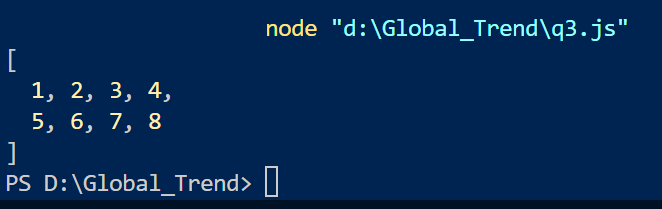 node "d:\Global_Trend\q3.js"
[
  1, 2, 3, 4,
  5, 6, 7, 8
]
PS D:\Global_Trend>